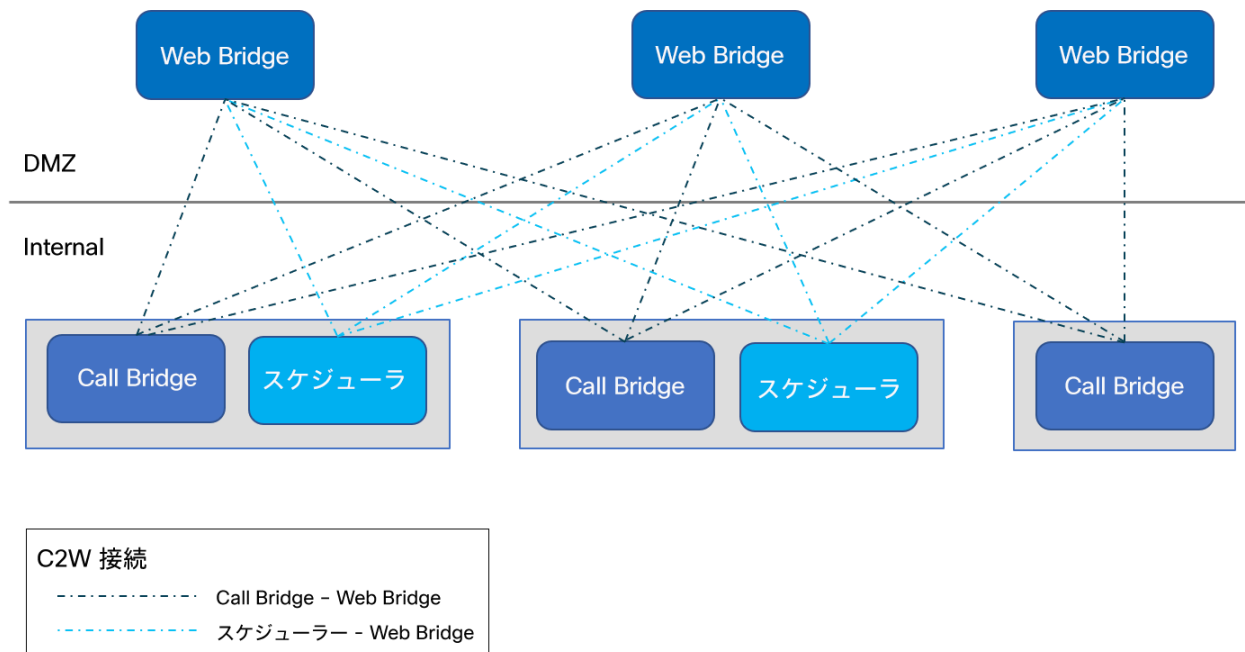 Web Bridge
Web Bridge
Web Bridge
DMZ
Internal
Call Bridge
スケジューラ
Call Bridge
スケジューラ
Call Bridge
C2W 接続
Call Bridge – Web Bridge
スケジューラー - Web Bridge